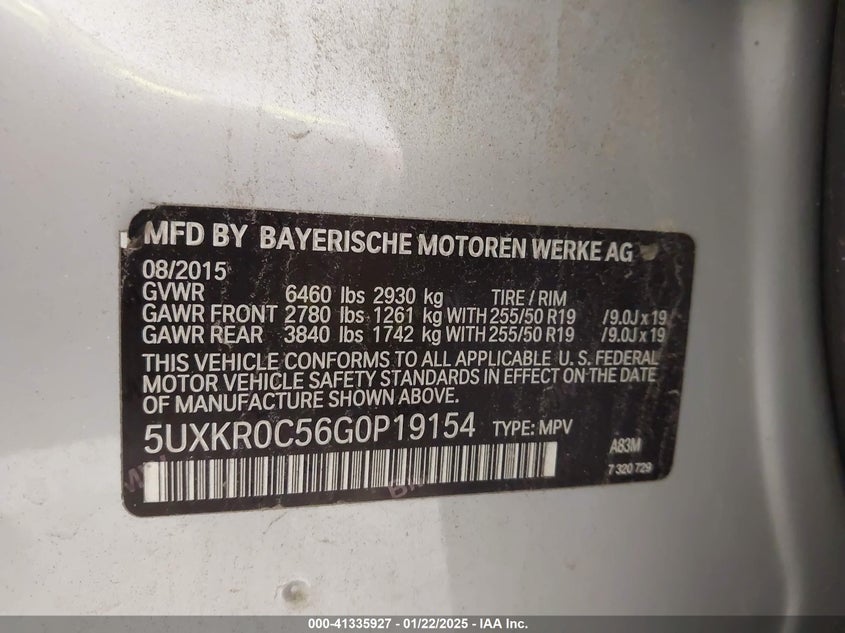 MFD BY BAYERISCHE MOTOREN WERKE AG
08/2015
GVWR 6460 lbs 2930 kg TIRE / RIM
GAWR FRONT 2780 lbs 1261 kg WITH 255/50 R19 / 9.0J x 19
GAWR REAR 3840 lbs 1742 kg WITH 255/50 R19 / 9.0J x 19
THIS VEHICLE CONFORMS TO ALL APPLICABLE U. S. FEDERAL
MOTOR VEHICLE SAFETY STANDARDS IN EFFECT ON THE DATE
OF MANUFACTURE SHOWN ABOVE.
5UXKR0C56G0P19154 TYPE: MPV A83M
7 320 729
000-41335927 - 01/22/2025 - © IAA Inc.